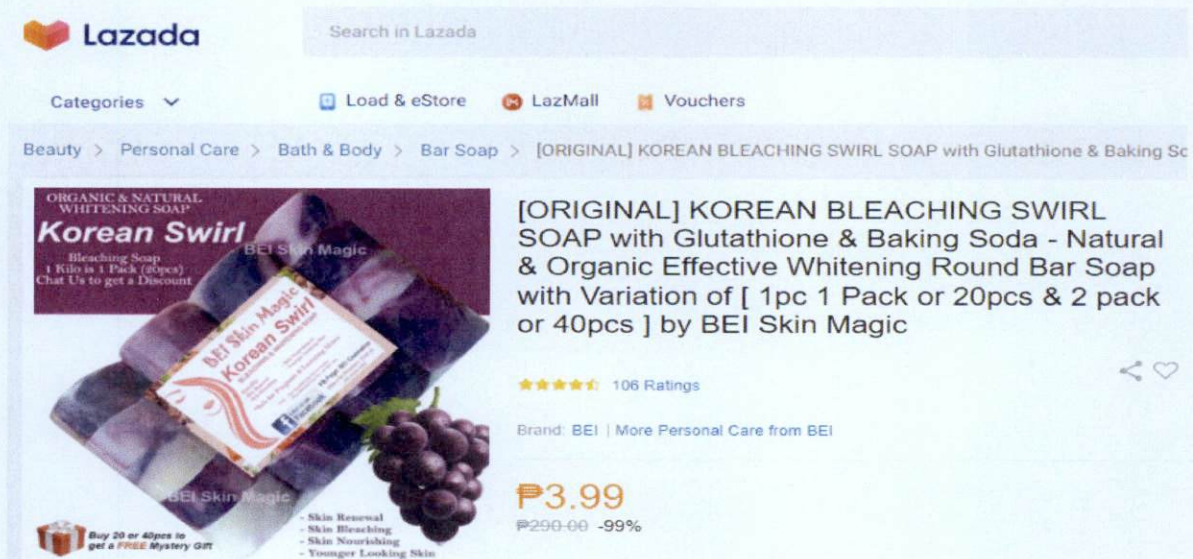 Lazada
Search in Lazada
Categories
Load & eStore
LazMall
Vouchers
Beauty > Personal Care > Bath & Body > Bar Soap > [ORIGINAL] KOREAN BLEACHING SWIRL SOAP with Glutathione & Baking Sc
ORGANIC & NATURAL
WHITENING SOAP
Korean Swirl
Bleaching Soap
1 Kilo is 1 Pack (20pcs)
Chat Us to get a Discount
BEI Skin Magic
BEI Skin Magic
Korean Swirl
BEI Skin Magic
Buy 20 or 40pcs to
get a FREE Mystery Gift
- Skin Renewal
- Skin Bleaching
- Skin Nourishing
- Younger Looking Skin
[ORIGINAL] KOREAN BLEACHING SWIRL
SOAP with Glutathione & Baking Soda - Natural
& Organic Effective Whitening Round Bar Soap
with Variation of [ 1pc 1 Pack or 20pcs & 2 pack
or 40pcs ] by BEI Skin Magic
106 Ratings
Brand: BEI | More Personal Care from BEI
₱3.99
₱290.00 -99%